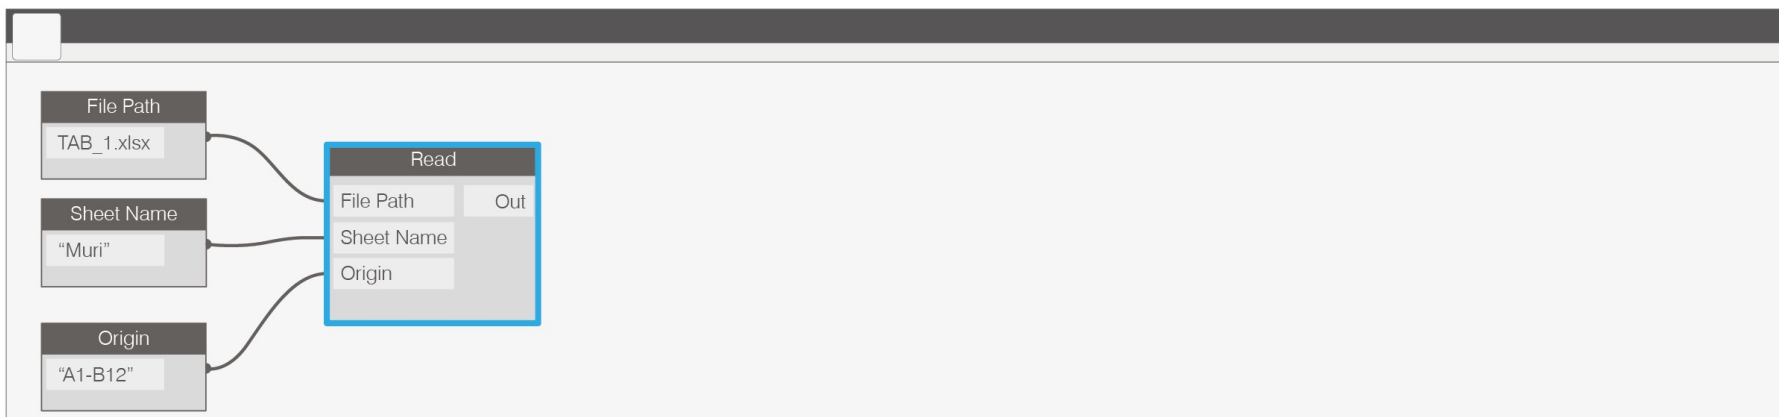 File Path
TAB_1.xlsx
Sheet Name
“Muri”
Origin
“A1-B12”
Read
File Path
Out
Sheet Name
Origin